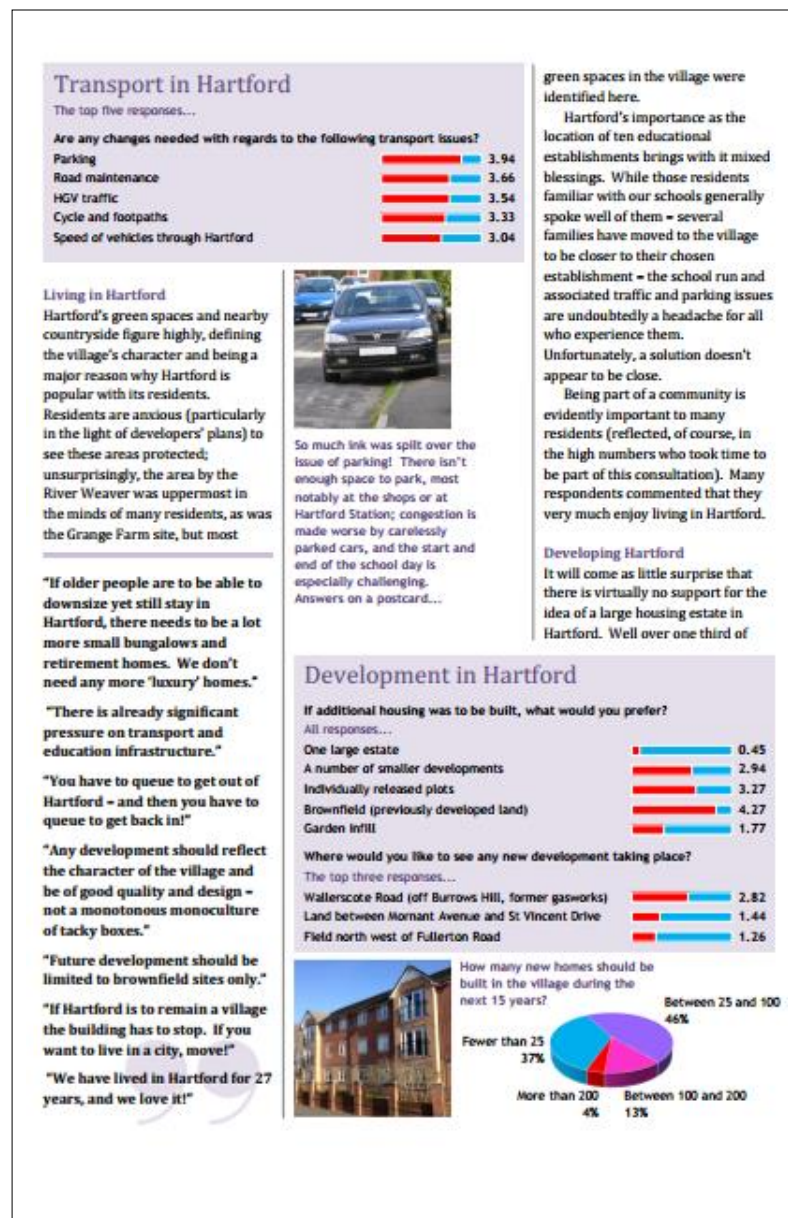 Transport in Hartford
The top five responses...
Are any changes needed with regards to the following transport issues?
Parking 3.94
Road maintenance 3.66
HGV traffic 3.54
Cycle and footpaths 3.33
Speed of vehicles through Hartford 3.04
Living in Hartford
Hartford's green spaces and nearby
countryside figure highly, defining
the village's character and being a
major reason why Hartford is
popular with its residents.
Residents are anxious (particularly
in the light of developers' plans) to
see these areas protected;
unsurprisingly, the area by the
River Weaver was uppermost in
the minds of many residents, as was
the Grange Farm site, but most
"If older people are to be able to
downsize yet still stay in
Hartford, there needs to be a lot
more small bungalows and
retirement homes. We don't
need any more 'luxury' homes."
"There is already significant
pressure on transport and
education infrastructure."
"You have to queue to get out of
Hartford – and then you have to
queue to get back in!"
"Any development should reflect
the character of the village and
be of good quality and design –
not a monotonous monoculture
of tacky boxes."
"Future development should be
limited to brownfield sites only."
"If Hartford is to remain a village
the building has to stop. If you
want to live in a city, move!"
"We have lived in Hartford for 27
years, and we love it!"
So much ink was spilt over the
issue of parking! There isn't
enough space to park, most
notably at the shops or at
Hartford Station; congestion is
made worse by carelessly
parked cars, and the start and
end of the school day is
especially challenging.
Answers on a postcard...
green spaces in the village were
identified here.
Hartford's importance as the
location of ten educational
establishments brings with it mixed
blessings. While those residents
familiar with our schools generally
spoke well of them – several
families have moved to the village
to be closer to their chosen
establishment – the school run and
associated traffic and parking issues
are undoubtedly a headache for all
who experience them.
Unfortunately, a solution doesn't
appear to be close.
Being part of a community is
evidently important to many
residents (reflected, of course, in
the high numbers who took time to
be part of this consultation). Many
respondents commented that they
very much enjoy living in Hartford.
Developing Hartford
It will come as little surprise that
there is virtually no support for the
idea of a large housing estate in
Hartford. Well over one third of
Development in Hartford
If additional housing was to be built, what would you prefer?
All responses...
One large estate 0.45
A number of smaller developments 2.94
Individually released plots 3.27
Brownfield (previously developed land) 4.27
Garden infill 1.77
Where would you like to see any new development taking place?
The top three responses...
Wallerscote Road (off Burrows Hill, former gasworks) 2.82
Land between Mornant Avenue and St Vincent Drive 1.44
Field north west of Fullerton Road 1.26
How many new homes should be
built in the village during the
next 15 years?
Between 25 and 100
46%
Fewer than 25
37%
More than 200
4%
Between 100 and 200
13%